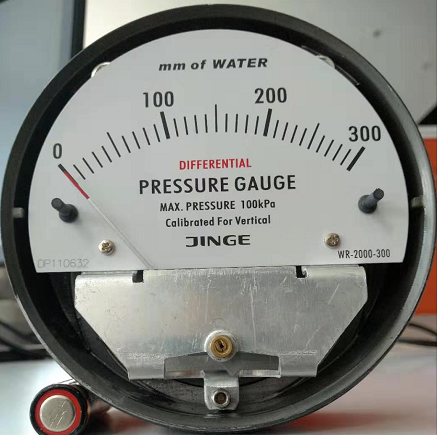 mm of WATER
0 100 200 300
DIFFERENTIAL
PRESSURE GAUGE
MAX. PRESSURE 100kPa
Calibrated For Vertical
JINGE
DP110632
WR-2000-300